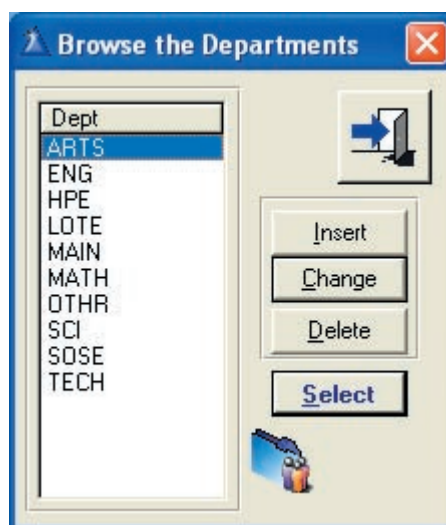 Browse the Departments
Dept
ARTS
ENG
HPE
LOTE
MAIN
MATH
OTHR
SCI
SOSE
TECH
Insert
Change
Delete
Select